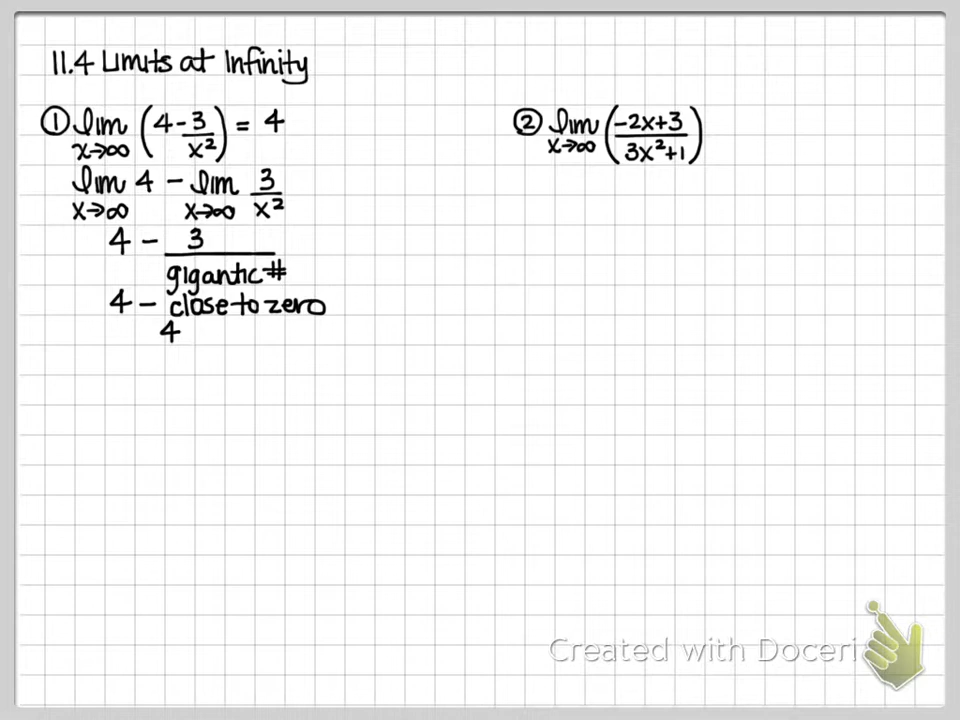 11.4 Limits at Infinity
① lim x→∞ (4 - 3/x²) = 4
lim x→∞ 4 - lim x→∞ 3/x²
4 - 3/gigantic #
4 - close to zero
4
② lim x→∞ (-2x+3/3x²+1)
Created with Doceri